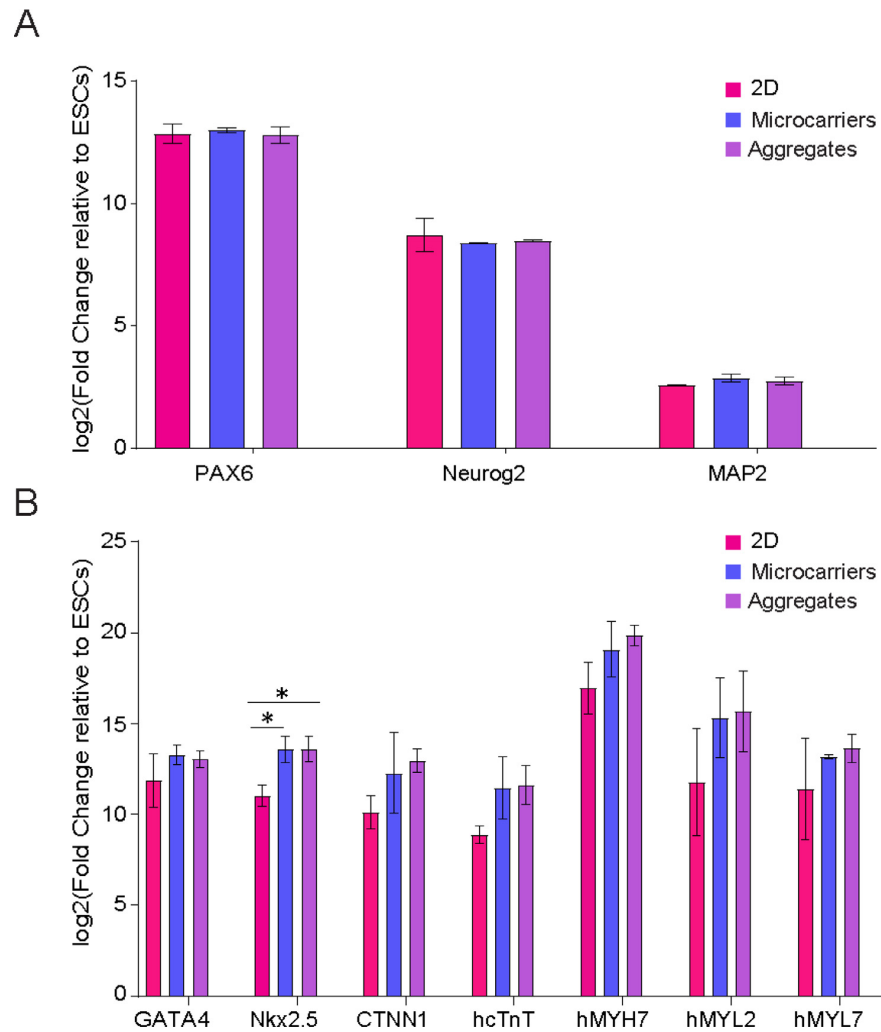 A
log2(Fold Change relative to ESCs)
15
10
5
0
2D
Microcarriers
Aggregates
PAX6
Neurog2
MAP2
B
log2(Fold Change relative to ESCs)
25
20
15
10
5
0
2D
Microcarriers
Aggregates
*
*
GATA4
Nkx2.5
CTNN1
hcTnT
hMYH7
hMYL2
hMYL7